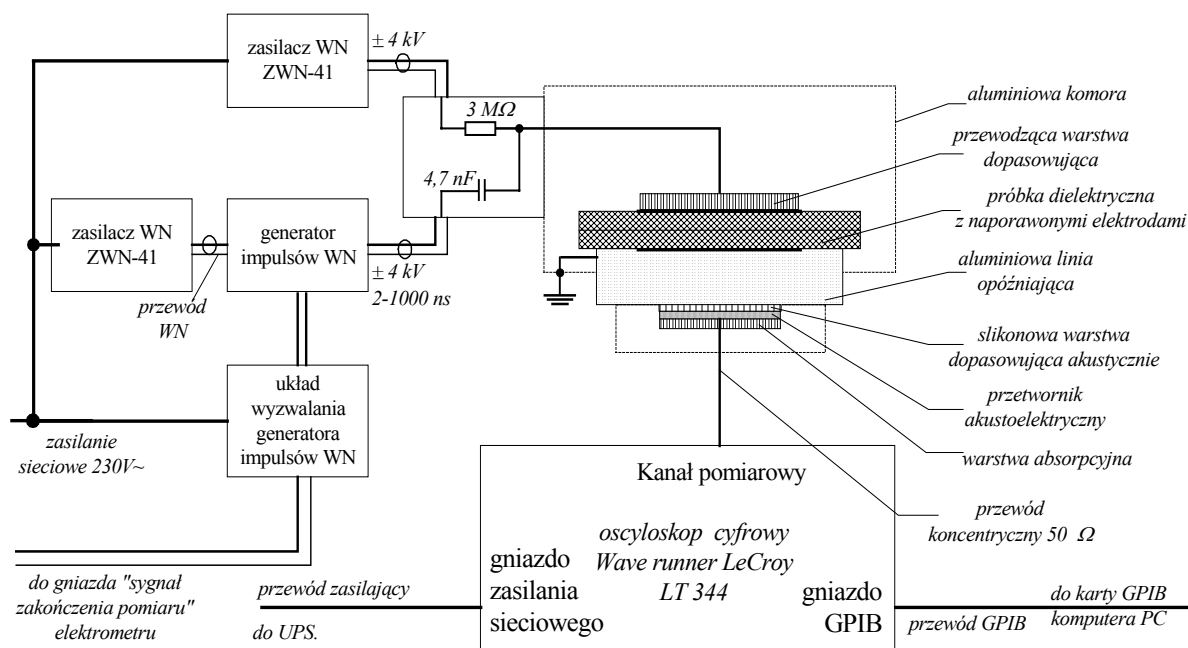 zasilacz WN
ZWN-41
± 4 kV
3 MΩ
4,7 nF
zasilacz WN
ZWN-41
generator
impulsów WN
± 4 kV
2-1000 ns
przewód
WN
układ
wyzwalania
generatora
impulsów WN
zasilanie
sieciowe 230V~
do gniazda "sygnał
zakończenia pomiaru"
elektrometru
aluminiowa komora
przewodząca warstwa
dopasowująca
próbka dielektryczna
z naporawonymi elektrodami
aluminiowa linia
opóźniająca
slikonowa warstwa
dopasowująca akustycznie
przetwornik
akustoelektryczny
warstwa absorpcyjna
przewód
koncentryczny 50 Ω
Kanał pomiarowy
oscyloskop cyfrowy
Wave runner LeCroy
LT 344
gniazdo
zasilania
sieciowego
gniazdo
GPIB
przewód zasilający
do UPS.
przewód GPIB
do karty GPIB
komputera PC